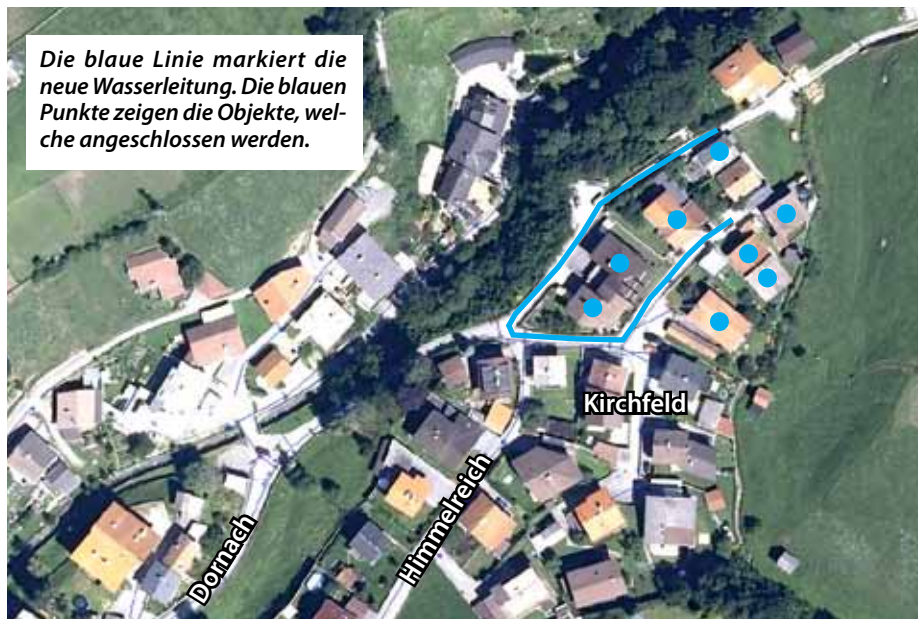 Die blaue Linie markiert die
neue Wasserleitung. Die blauen
Punkte zeigen die Objekte, wel-
che angeschlossen werden.
Kirchfeld
Himmelreich
Dornach